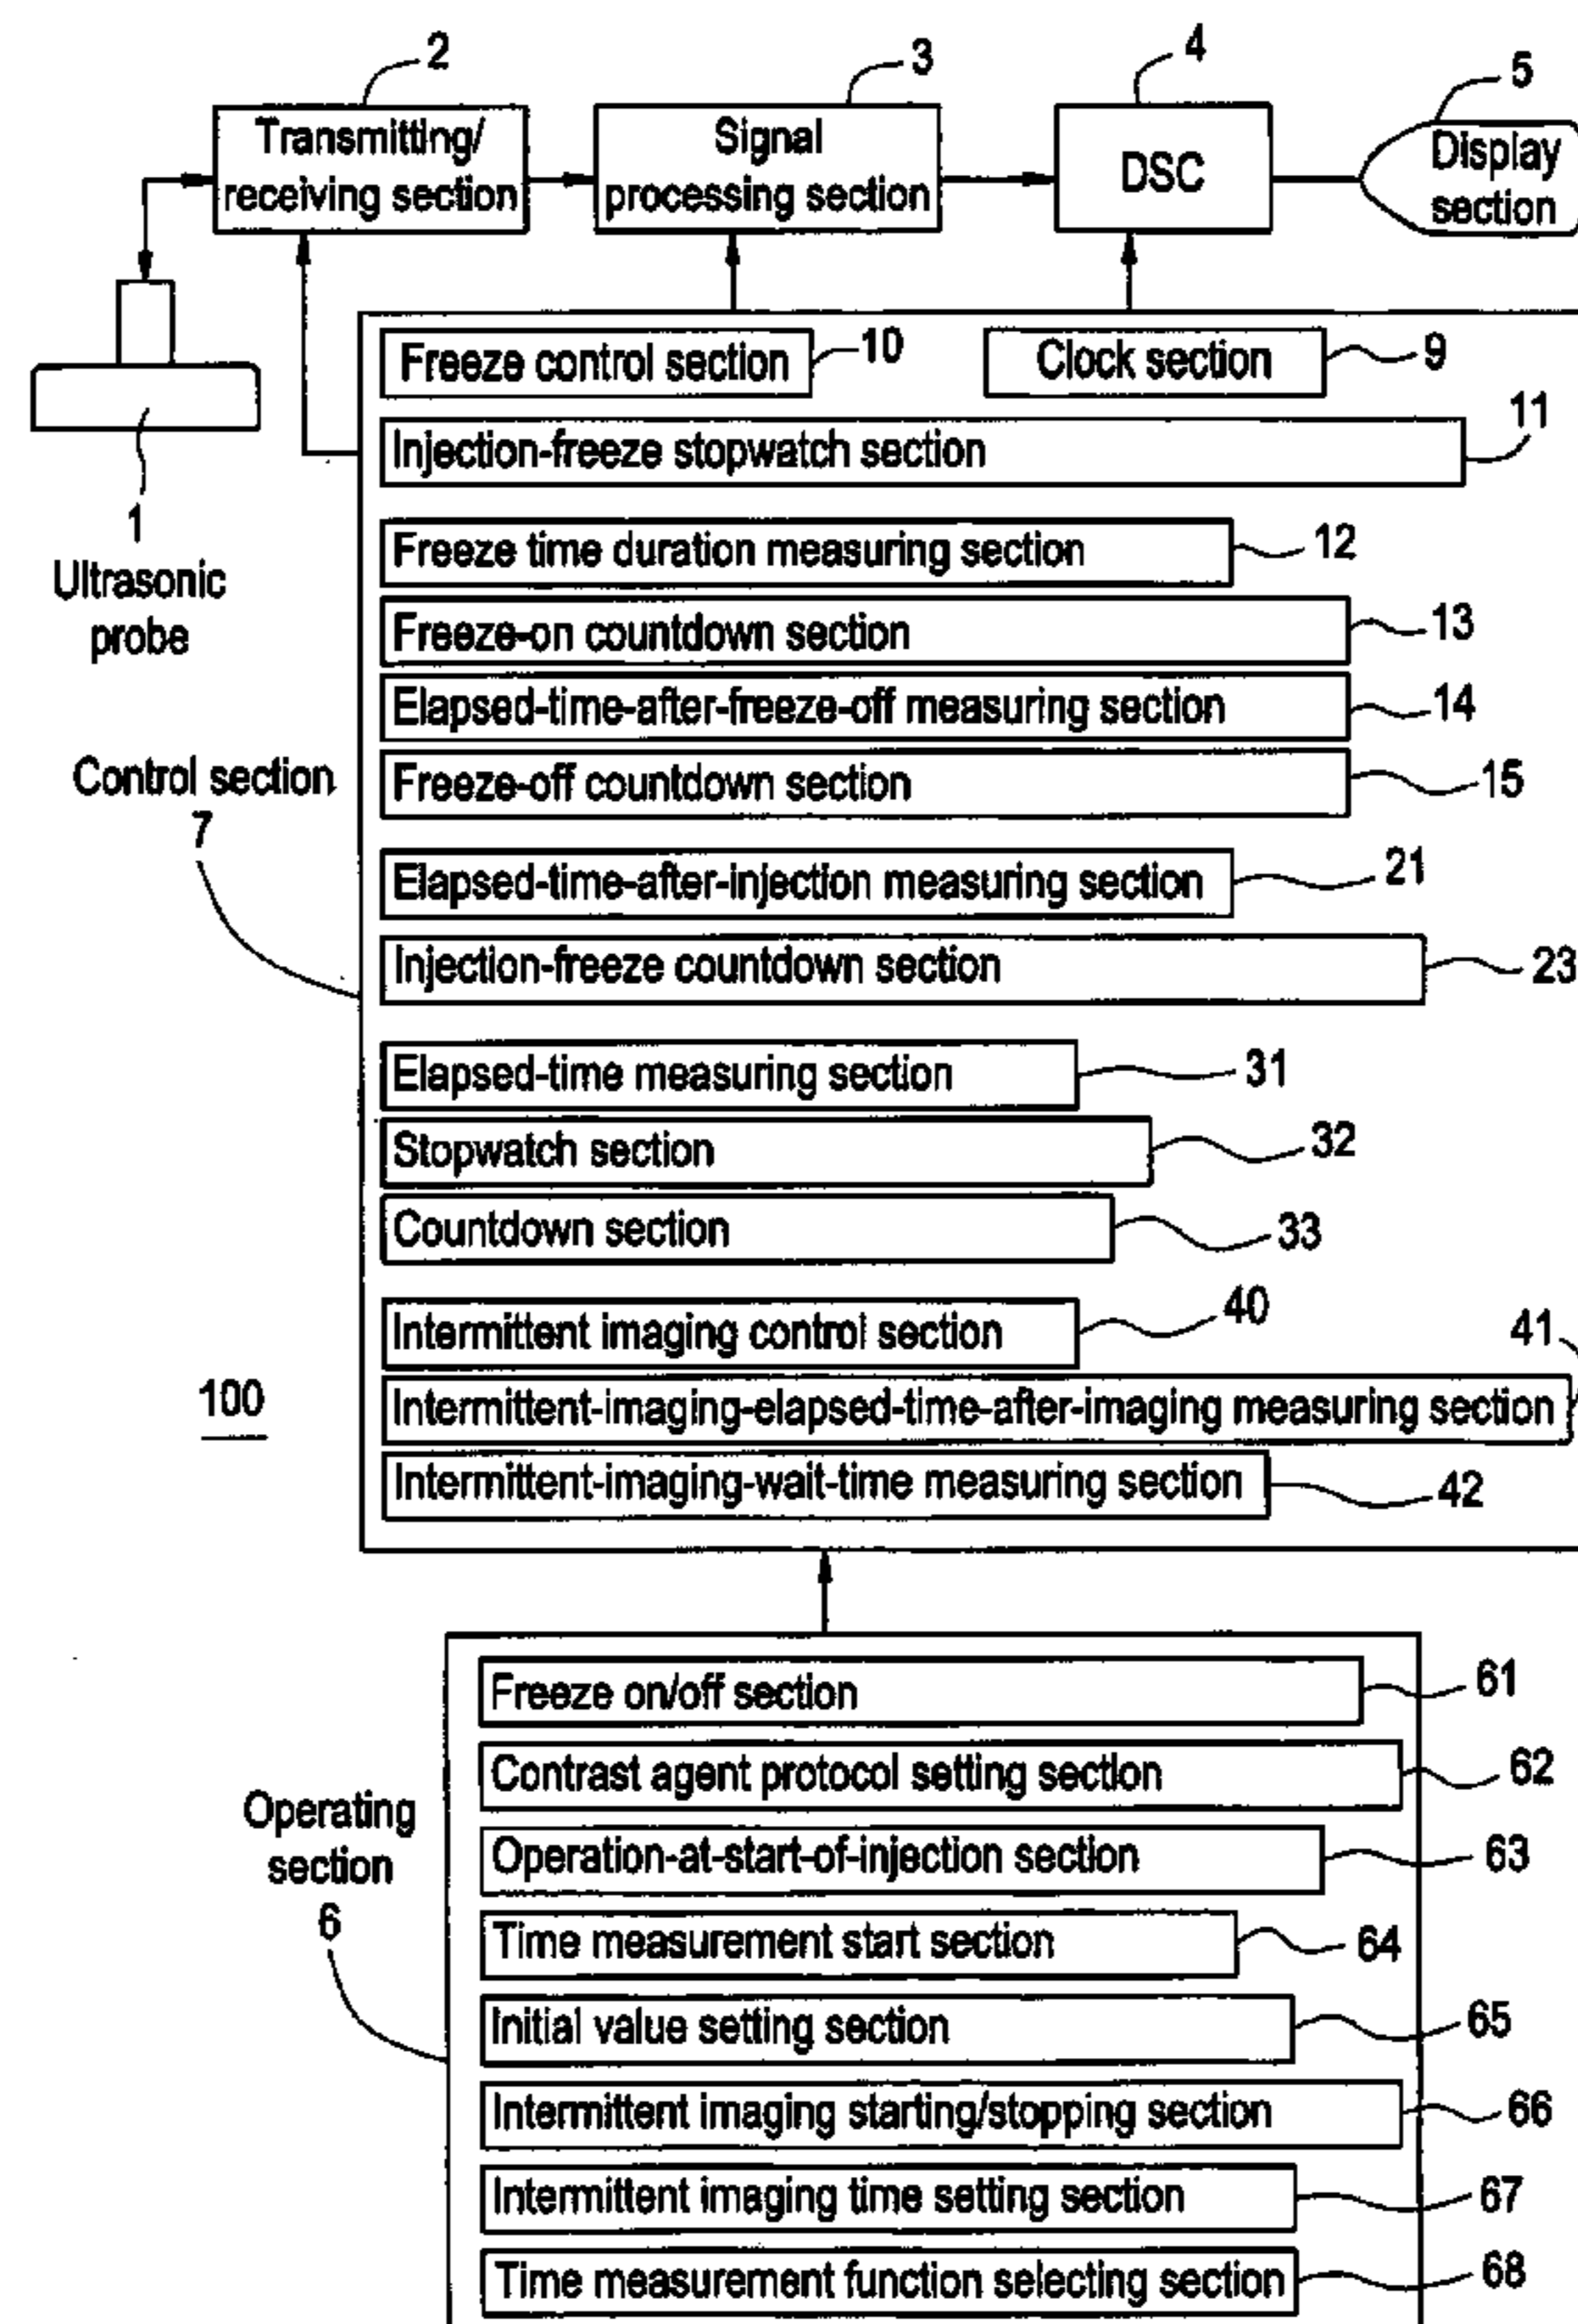 2
3
4
5
Transmitting/
receiving section
Signal
processing section
DSC
Display
section
Freeze control section
10
Clock section
9
Injection-freeze stopwatch section
11
1
Ultrasonic
probe
Freeze time duration measuring section
12
Freeze-on countdown section
13
Elapsed-time-after-freeze-off measuring section
14
Control section
7
Freeze-off countdown section
15
Elapsed-time-after-injection measuring section
21
Injection-freeze countdown section
23
Elapsed-time measuring section
31
Stopwatch section
32
Countdown section
33
Intermittent imaging control section
40
41
100
Intermittent-imaging-elapsed-time-after-imaging measuring section
Intermittent-imaging-wait-time measuring section
42
Freeze on/off section
61
Contrast agent protocol setting section
62
Operating
section
6
Operation-at-start-of-injection section
63
Time measurement start section
64
Initial value setting section
65
Intermittent imaging starting/stopping section
66
Intermittent imaging time setting section
67
Time measurement function selecting section
68